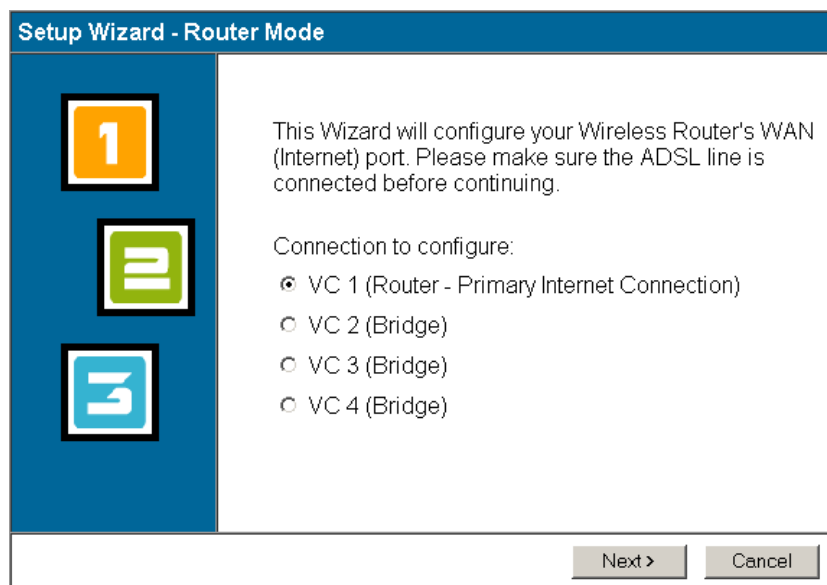 Setup Wizard - Router Mode
1
2
3
This Wizard will configure your Wireless Router's WAN
(Internet) port. Please make sure the ADSL line is
connected before continuing.
Connection to configure:
VC 1 (Router - Primary Internet Connection)
VC 2 (Bridge)
VC 3 (Bridge)
VC 4 (Bridge)
Next >
Cancel